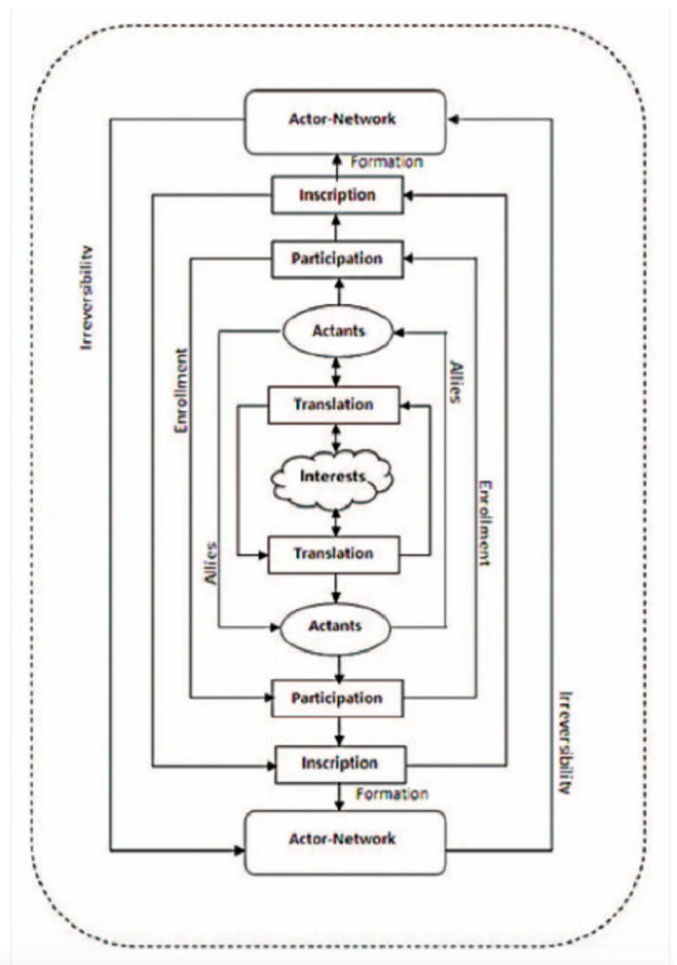 Actor-Network
Formation
Inscription
Participation
Irreversibility
Actants
Enrollment
Allies
Translation
Interests
Enrollment
Translation
Allies
Actants
Participation
Irreversibility
Inscription
Formation
Actor-Network